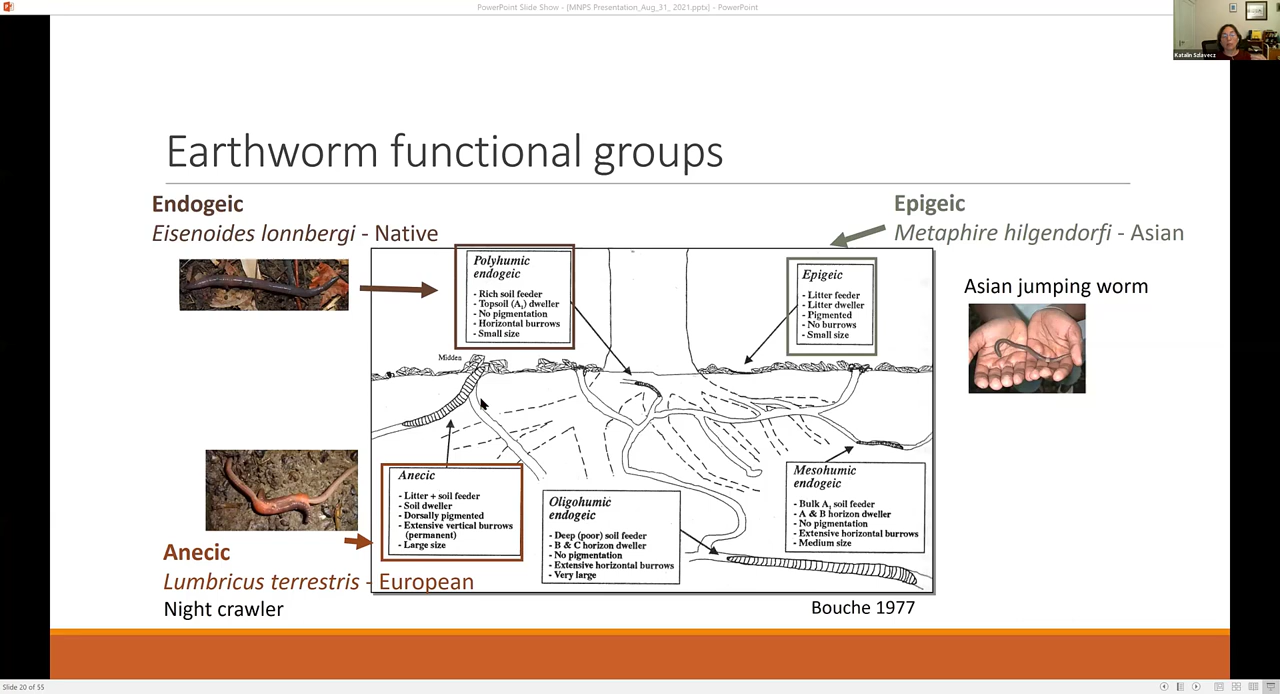 PowerPoint Slide Show - [MNPS Presentation_Aug_31, 2021.pptx] - PowerPoint
Katalin Szlavecz
Earthworm functional groups
Endogeic
Eisenoides lonnbergi - Native
Epigeic
Metaphire hilgendorfi - Asian
Asian jumping worm
Polyhumic
endogeic
- Rich soil feeder
- Topsoil (A₁) dweller
- No pigmentation
- Horizontal burrows
- Small size
Epigeic
- Litter feeder
- Litter dweller
- Pigmented
- No burrows
- Small size
Midden
Anecic
- Litter + soil feeder
- Soil dweller
- Dorsally pigmented
- Extensive vertical burrows
(permanent)
- Large size
Oligohumic
endogeic
- Deep (poor) soil feeder
- B & C horizon dweller
- No pigmentation
- Extensive horizontal burrows
- Very large
Mesohumic
endogeic
- Bulk A₁ soil feeder
- A & B horizon dweller
- No pigmentation
- Extensive horizontal burrows
- Medium size
Anecic
Lumbricus terrestris - European
Night crawler
Bouche 1977
Slide 20 of 55